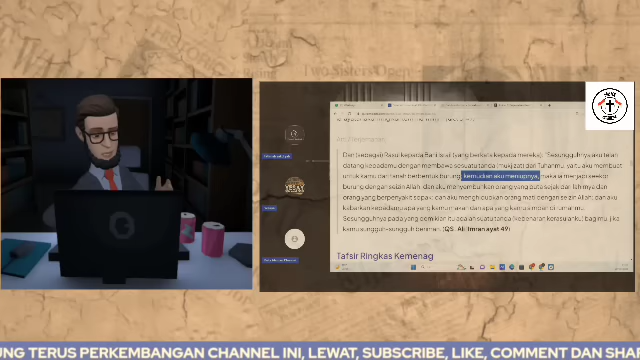 Two Sisters Open
Dan (sebagai) Rasul kepada Bani Israil (yang berkata kepada mereka): "Sesungguhnya aku telah
datang kepadamu dengan membawa sesuatu tanda (mukjizat) dari Tuhanmu, yaitu aku membuat
untuk kamu dari tanah berbentuk burung; kemudian aku meniupnya, maka ia menjadi seekor
burung dengan seizin Allah; dan aku menyembuhkan orang yang buta sejak dari lahirnya dan
orang yang berpenyakit sopak; dan aku menghidupkan orang mati dengan seizin Allah; dan aku
kabarkan kepadamu apa yang kamu makan dan apa yang kamu simpan di rumahmu.
Sesungguhnya pada yang demikian itu adalah suatu tanda (kebenaran kerasulanku) bagimu, jika
kamu sungguh-sungguh beriman. (QS. Ali 'Imran ayat 49)
Tafsir Ringkas Kemenag
UNG TERUS PERKEMBANGAN CHANNEL INI, LEWAT, SUBSCRIBE, LIKE, COMMENT DAN SHAR